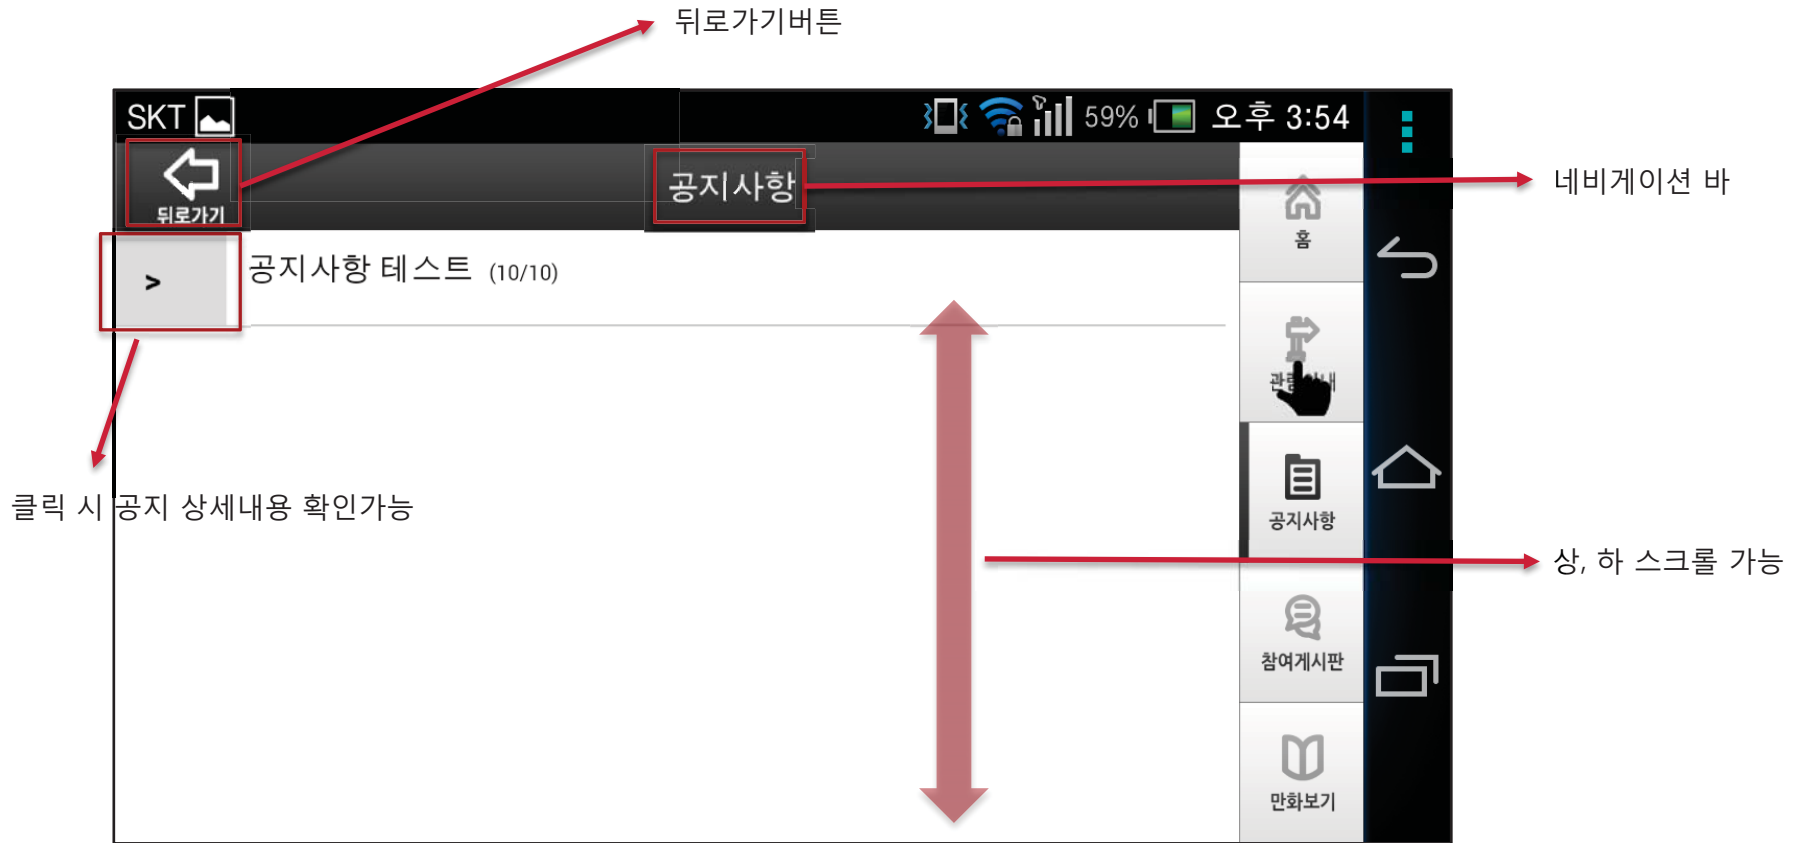 뒤로가기버튼
SKT 59% 오후 3:54
뒤로가기
공지사항
네비게이션 바
홈
>
공지사항 테스트 (10/10)
클릭 시 공지 상세내용 확인가능
공지사항
상, 하 스크롤 가능
참여게시판
만화보기